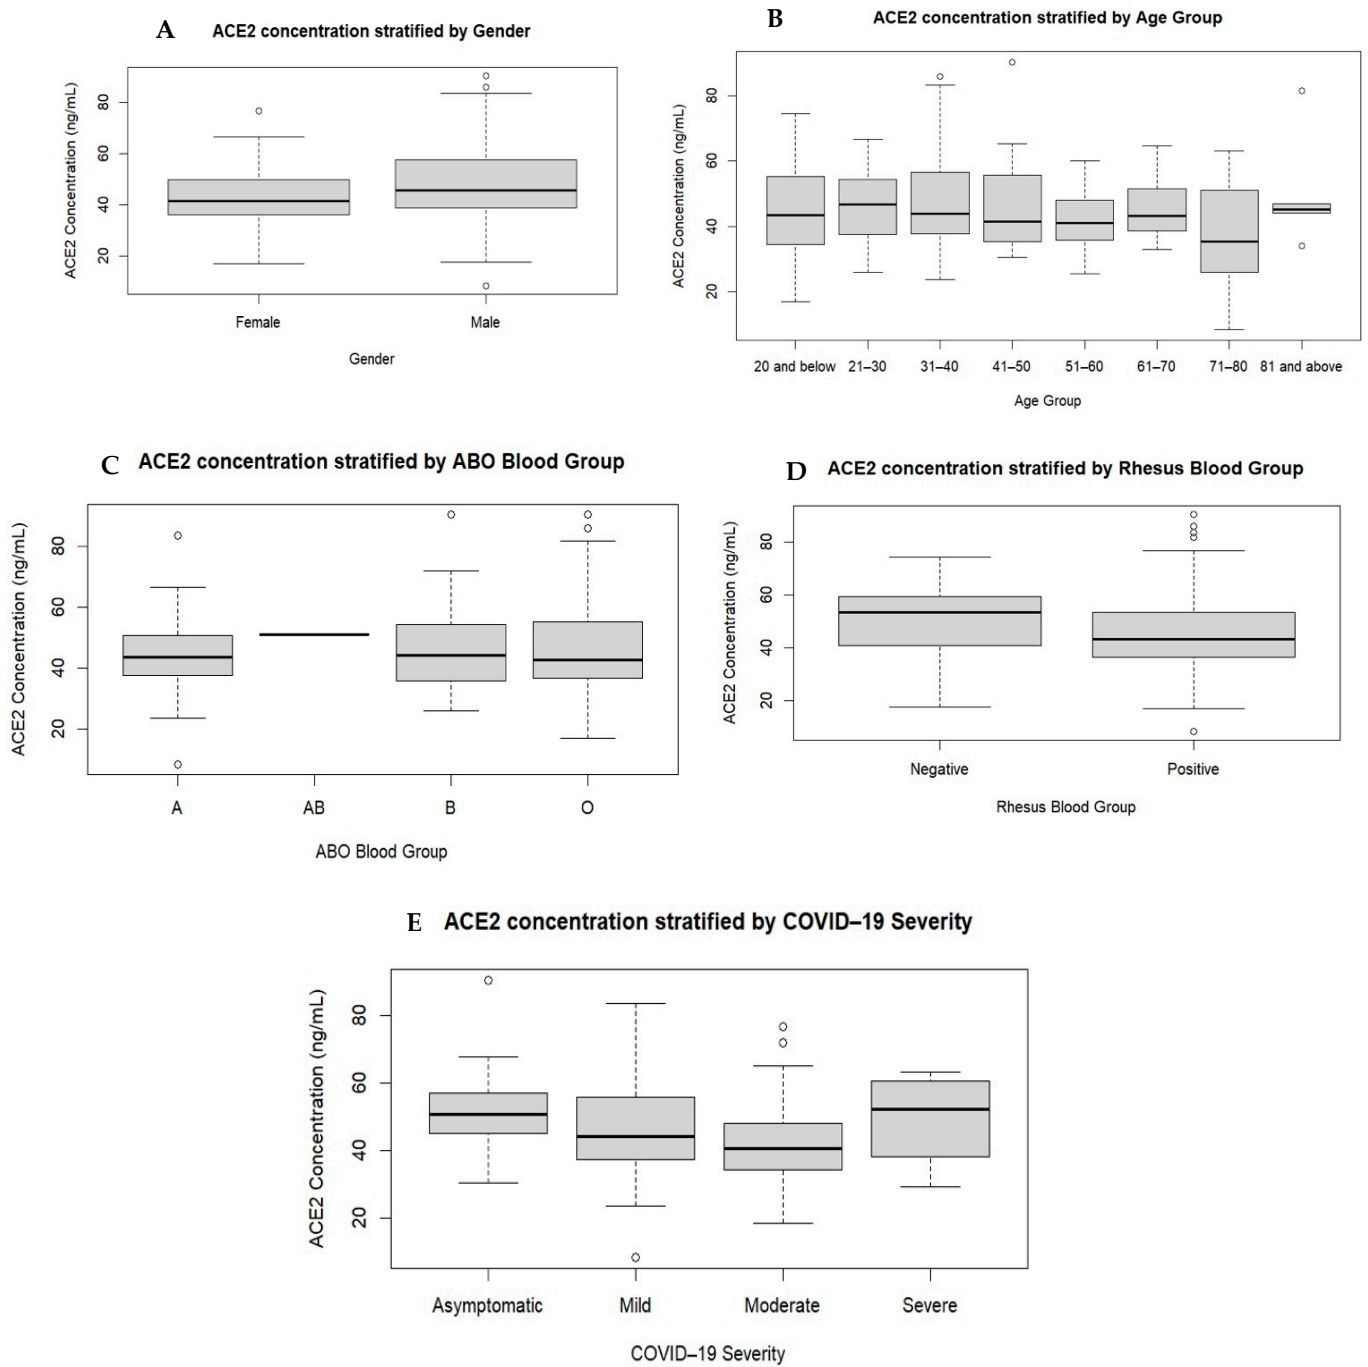 A ACE2 concentration stratified by Gender
ACE2 Concentration (ng/mL)
80
60
40
20
Female Male
Gender
B ACE2 concentration stratified by Age Group
ACE2 Concentration (ng/mL)
80
60
40
20
20 and below 21–30 31–40 41–50 51–60 61–70 71–80 81 and above
Age Group
C ACE2 concentration stratified by ABO Blood Group
ACE2 Concentration (ng/mL)
80
60
40
20
A AB B O
ABO Blood Group
D ACE2 concentration stratified by Rhesus Blood Group
ACE2 Concentration (ng/mL)
80
60
40
20
Negative Positive
Rhesus Blood Group
E ACE2 concentration stratified by COVID–19 Severity
ACE2 Concentration (ng/mL)
80
60
40
20
Asymptomatic Mild Moderate Severe
COVID–19 Severity